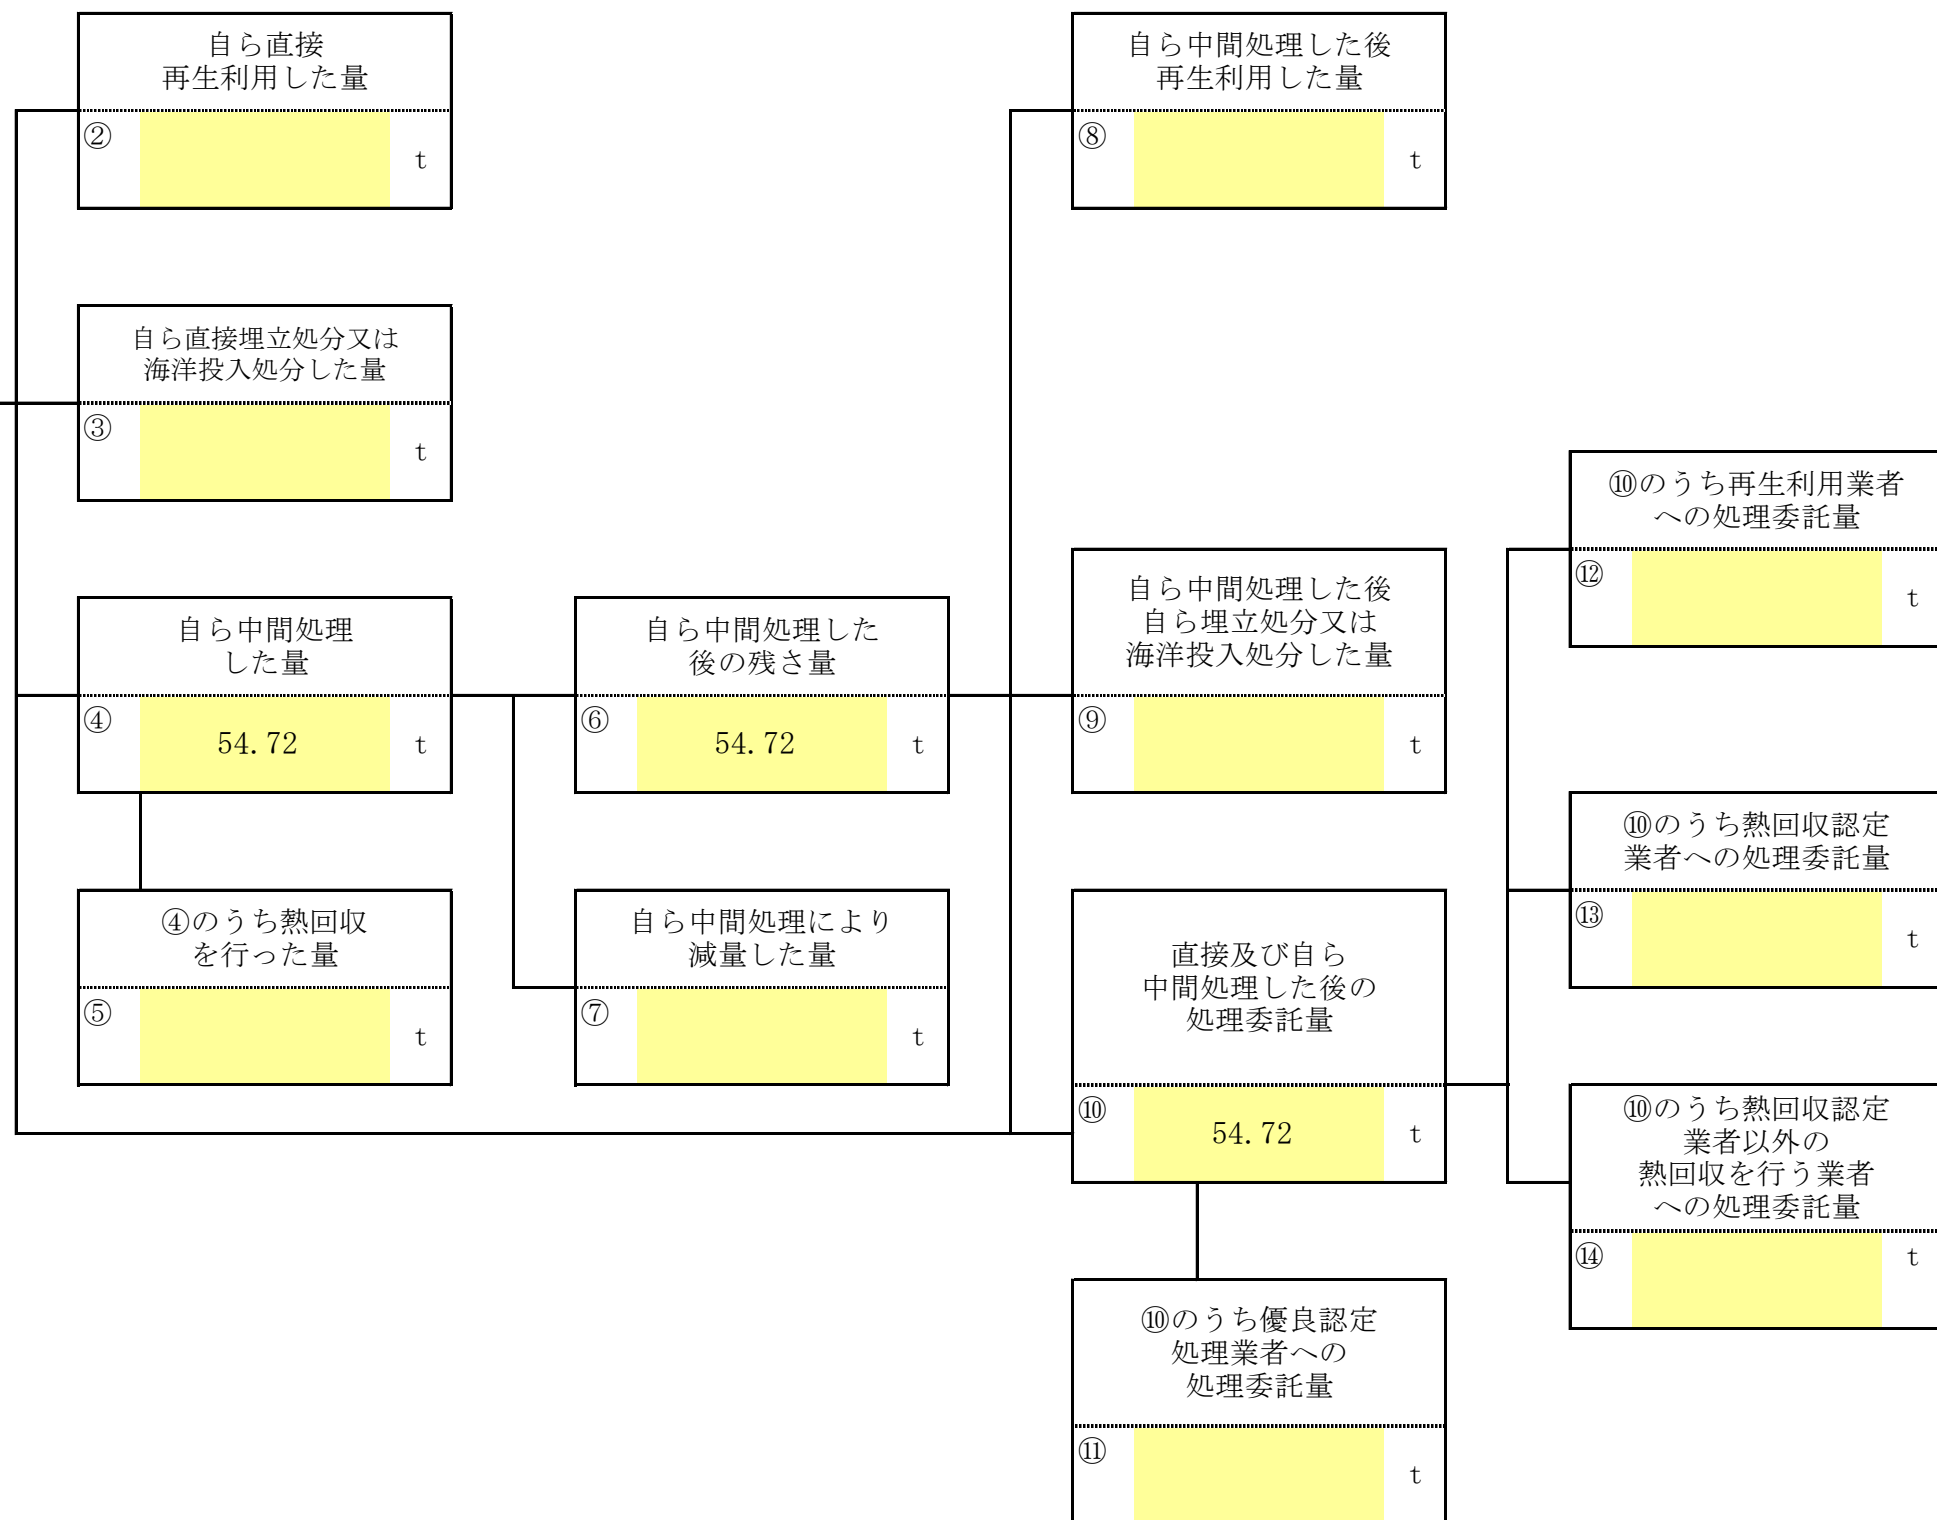 自ら直接
再生利用した量
②
t
自ら中間処理した後
再生利用した量
⑧
t
自ら直接埋立処分又は
海洋投入処分した量
③
t
⑩のうち再生利用業者
への処理委託量
⑫
t
自ら中間処理
した量
④
54.72
t
自ら中間処理した
後の残さ量
⑥
54.72
t
自ら中間処理した後
自ら埋立処分又は
海洋投入処分した量
⑨
t
⑩のうち熱回収認定
業者への処理委託量
⑬
t
④のうち熱回収
を行った量
⑤
t
自ら中間処理により
減量した量
⑦
t
直接及び自ら
中間処理した後の
処理委託量
⑩
54.72
t
⑩のうち熱回収認定
業者以外の
熱回収を行う業者
への処理委託量
⑭
t
⑩のうち優良認定
処理業者への
処理委託量
⑪
t